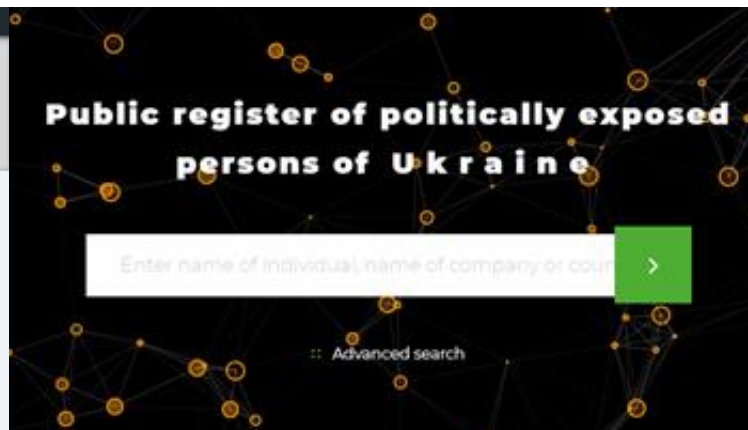 Public register of politically exposed
persons of Ukraine
Enter name of individual, name of company or coun
Advanced search